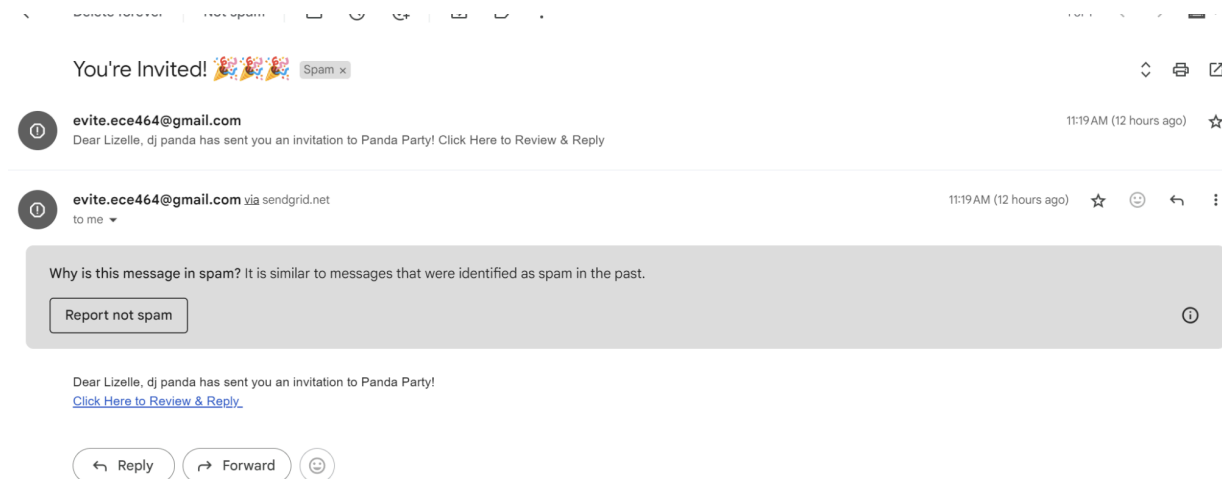 Delete forever Not spam
You're Invited! 🎉🎉🎉 Spam ×
evite.ece464@gmail.com 11:19 AM (12 hours ago)
Dear Lizelle, dj panda has sent you an invitation to Panda Party! Click Here to Review & Reply
evite.ece464@gmail.com via sendgrid.net 11:19 AM (12 hours ago)
to me
Why is this message in spam? It is similar to messages that were identified as spam in the past.
Report not spam
Dear Lizelle, dj panda has sent you an invitation to Panda Party!
Click Here to Review & Reply
Reply Forward